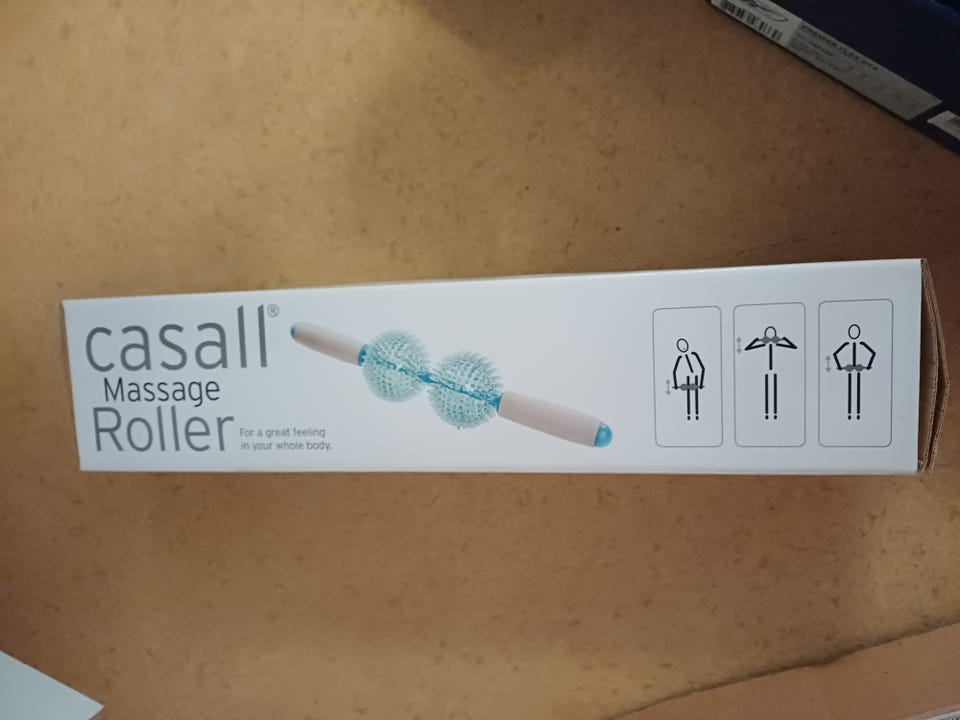 casall®
Massage
Roller
For a great feeling
in your whole body.